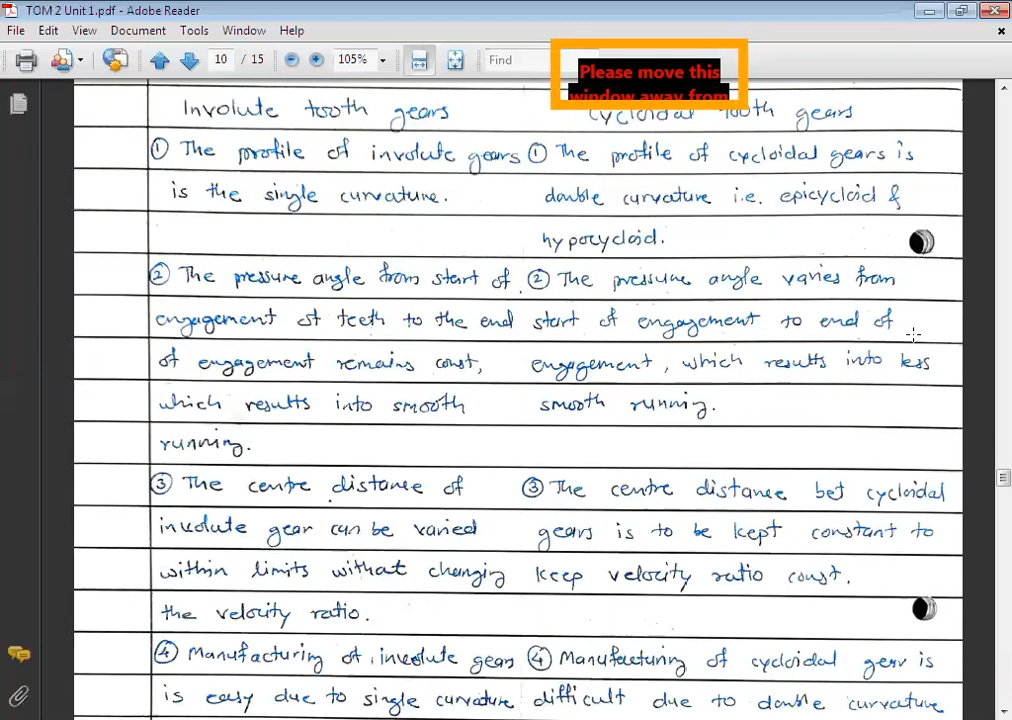 TOM 2 Unit 1.pdf - Adobe Reader
File Edit View Document Tools Window Help
10 / 15 105% Find
Please move this
window away from
Involute tooth gears
cycloidal tooth gears
① The profile of involute gears
is the single curvature.
① The profile of cycloidal gears is
double curvature i.e. epicycloid &
hypocycloid.
② The pressure angle from start of
engagement of teeth to the end
of engagement remains const,
which results into smooth
running.
② The pressure angle varies from
start of engagement to end of
engagement, which results into less
smooth running.
③ The centre distance of
involute gear can be varied
within limits without changing
the velocity ratio.
③ The centre distance bet cycloidal
gears is to be kept constant to
keep velocity ratio const.
④ Manufacturing of involute gears
is easy due to single curvature
④ Manufacturing of cycloidal gear is
difficult due to double curvature